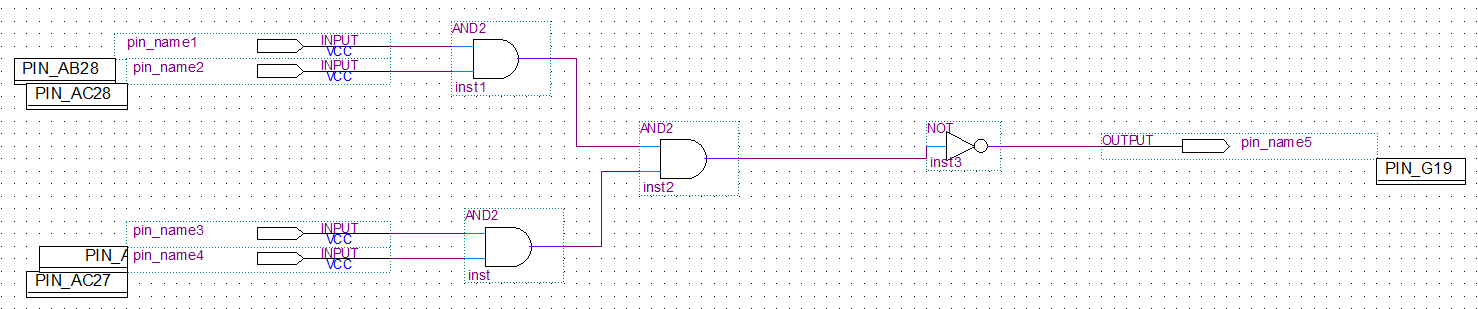 AND2
pin_name1
INPUT
VCC
PIN_AB28
pin_name2
INPUT
VCC
inst1
PIN_AC28
AND2
NOT
OUTPUT
pin_name5
inst3
PIN_G19
inst2
AND2
pin_name3
INPUT
VCC
pin_name4
INPUT
VCC
PIN_AC27
inst